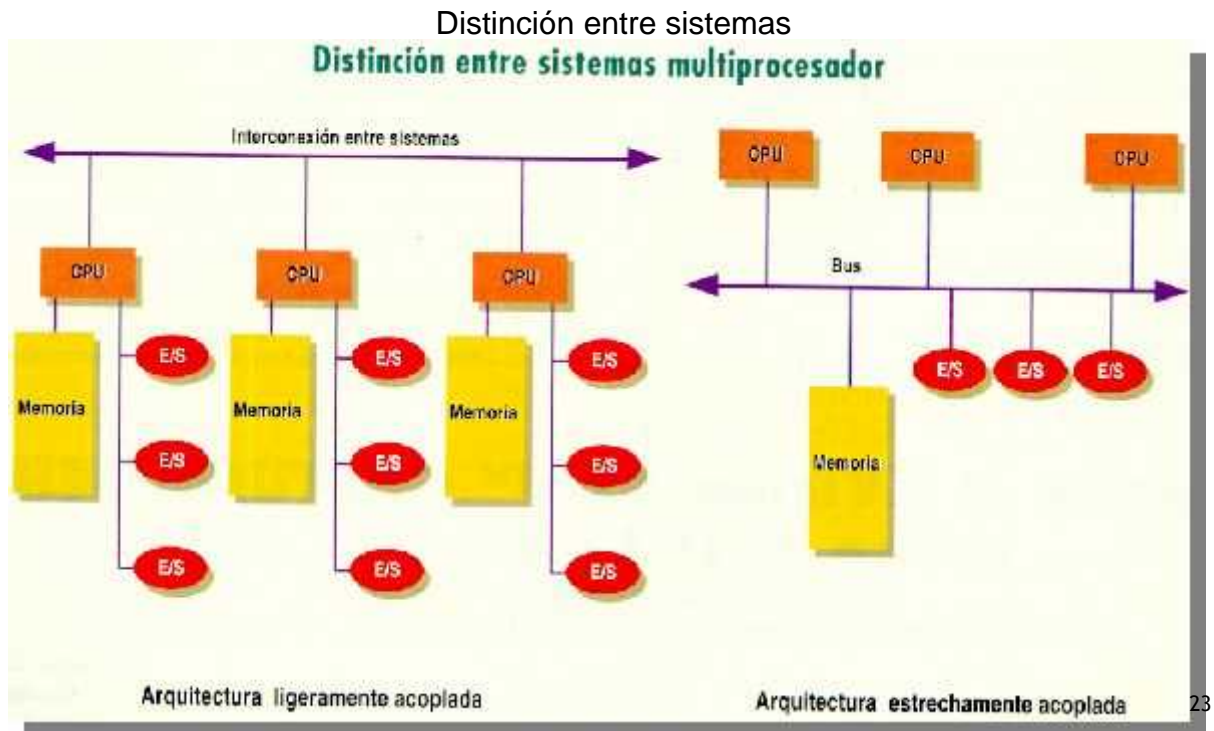 Distinción entre sistemas
Distinción entre sistemas multiprocesador
Interconexión entre sistemas
CPU
CPU
CPU
Memoria
E/S
E/S
E/S
Memoria
E/S
E/S
E/S
Memoria
E/S
E/S
E/S
Arquitectura ligeramente acoplada
CPU
CPU
CPU
Bus
E/S
E/S
E/S
Memoria
Arquitectura estrechamente acoplada
23